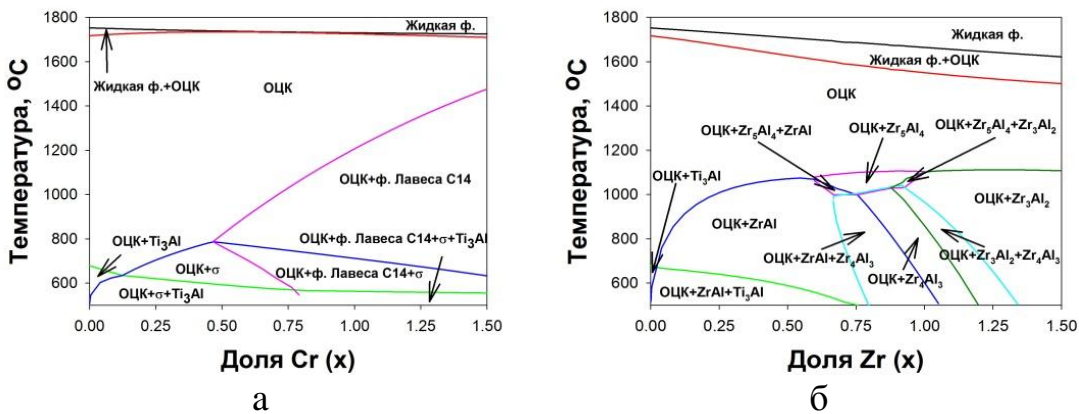 1800
1600
1400
1200
1000
800
600
Температура, ºС
Жидкая ф.
Жидкая ф.+ОЦК
ОЦК
ОЦК+ф. Лавеса С14
ОЦК+Ti3Al
ОЦК+ф. Лавеса С14+σ+Ti3Al
ОЦК+σ
ОЦК+ф. Лавеса С14+σ
ОЦК+σ+Ti3Al
0.00 0.25 0.50 0.75 1.00 1.25 1.50
Доля Cr (x)
а
1800
1600
1400
1200
1000
800
600
Температура, ºС
Жидкая ф.
Жидкая ф.+ОЦК
ОЦК
ОЦК+Zr5Al4+ZrAl
ОЦК+Zr5Al4
ОЦК+Zr5Al4+Zr3Al2
ОЦК+Ti3Al
ОЦК+Zr3Al2
ОЦК+ZrAl
ОЦК+ZrAl+Zr4Al3
ОЦК+Zr3Al2+Zr4Al3
ОЦК+Zr4Al3
ОЦК+ZrAl+Ti3Al
0.00 0.25 0.50 0.75 1.00 1.25 1.50
Доля Zr (x)
б